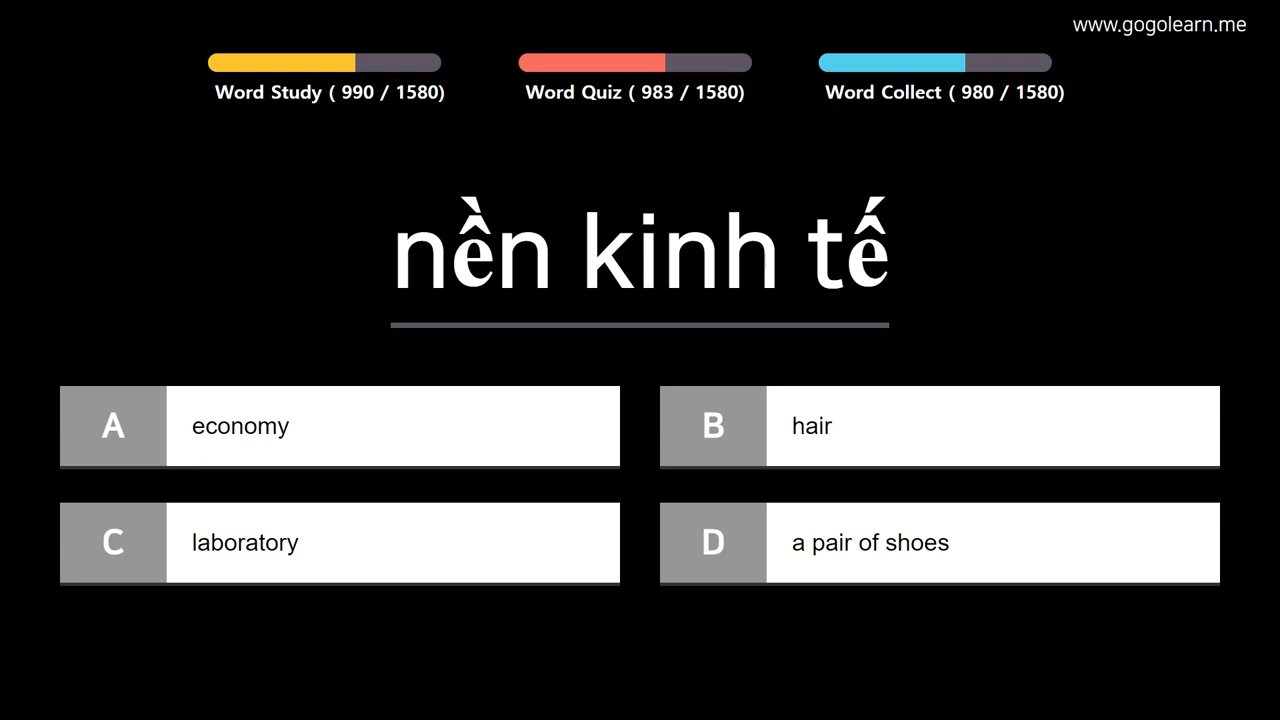 www.gogolearn.me
Word Study ( 990 / 1580)
Word Quiz ( 983 / 1580)
Word Collect ( 980 / 1580)
nền kinh tế
A economy
B hair
C laboratory
D a pair of shoes